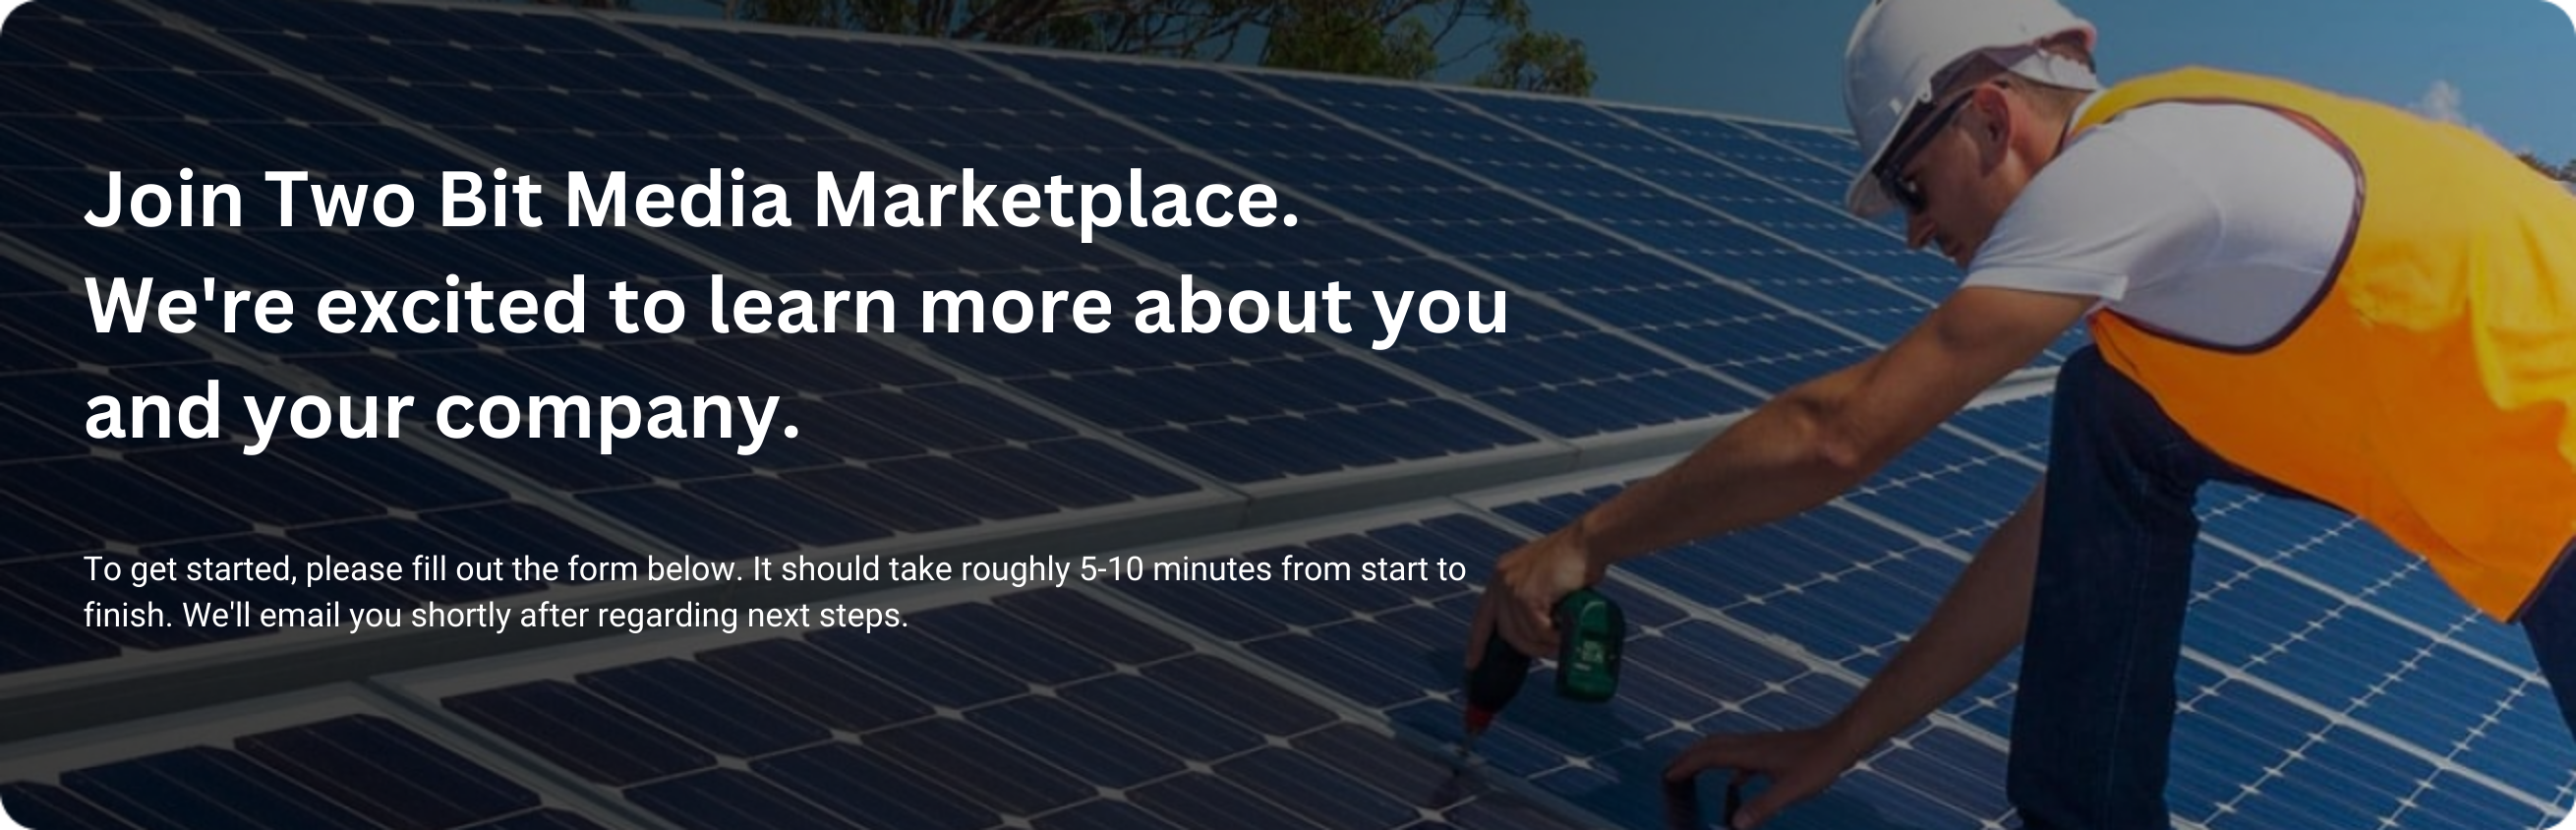 Join Two Bit Media Marketplace.
We're excited to learn more about you
and your company.
To get started, please fill out the form below. It should take roughly 5-10 minutes from start to
finish. We'll email you shortly after regarding next steps.